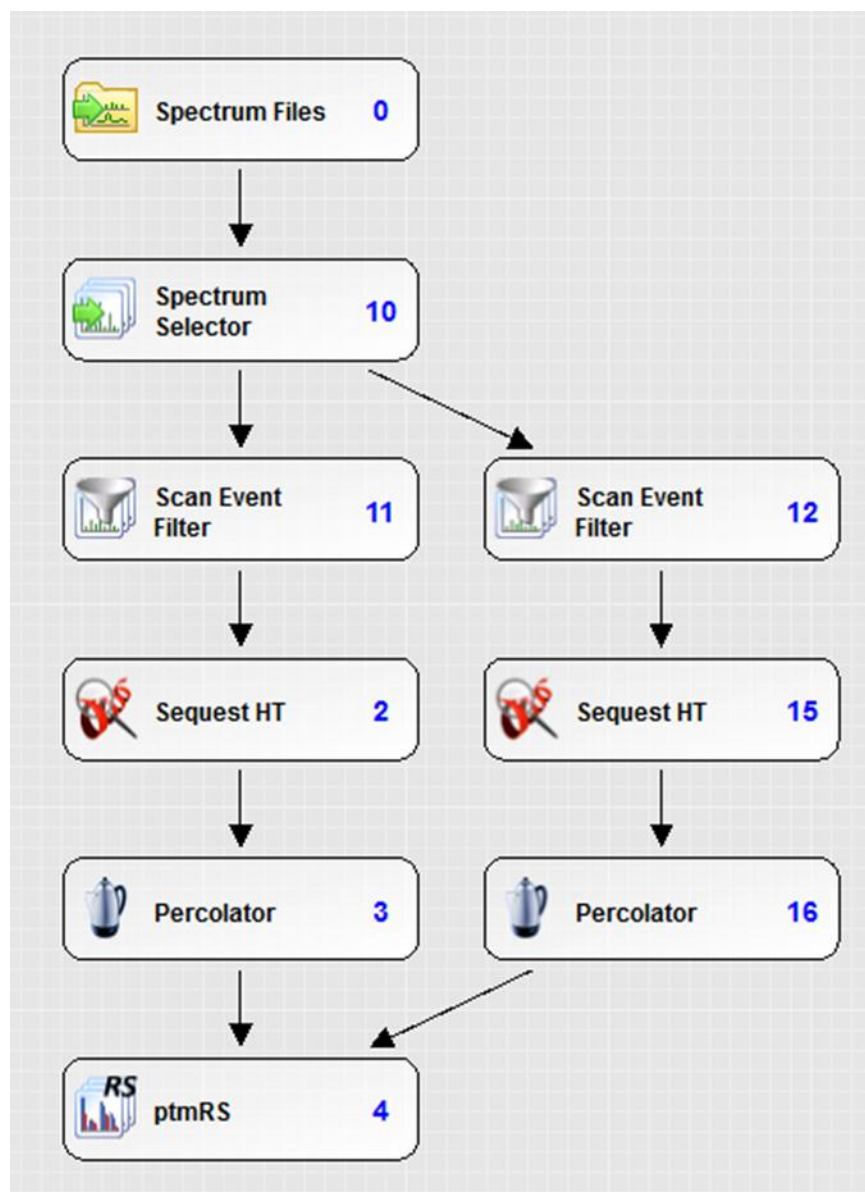 Spectrum Files 0
Spectrum
Selector 10
Scan Event
Filter 11
Scan Event
Filter 12
Sequest HT 2
Sequest HT 15
Percolator 3
Percolator 16
RS
ptmRS 4